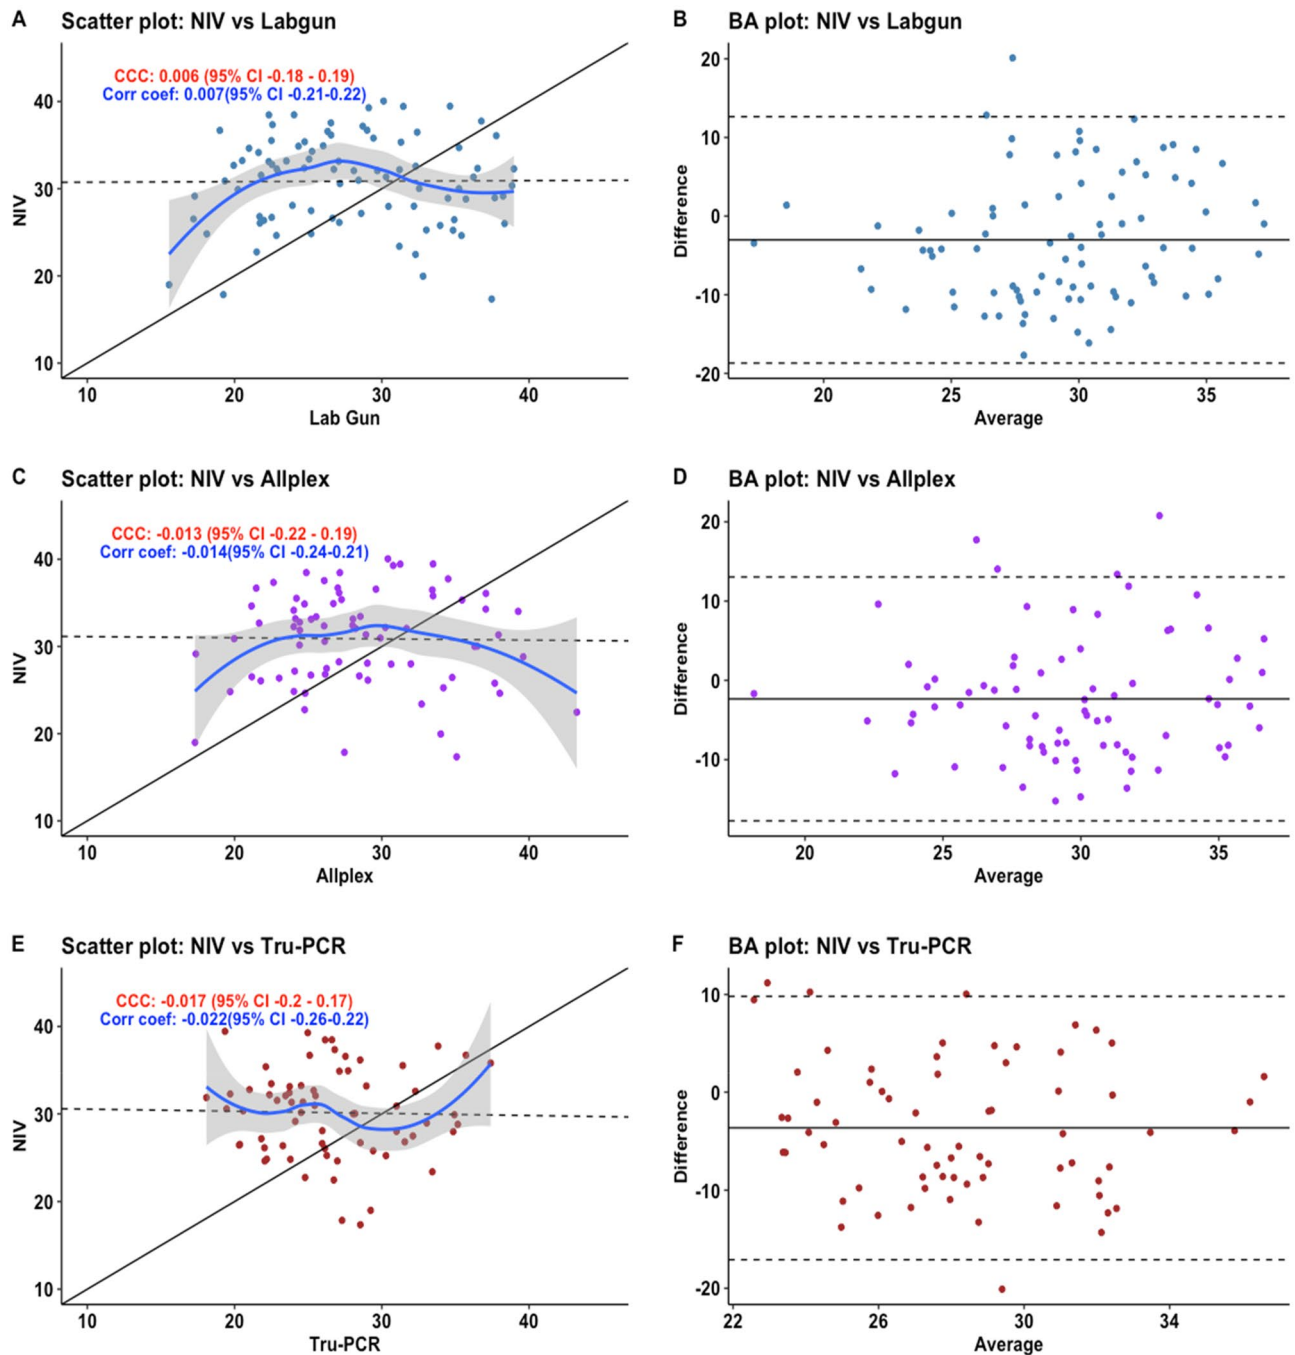 A Scatter plot: NIV vs Labgun
CCC: 0.006 (95% CI -0.18 - 0.19)
Corr coef: 0.007(95% CI -0.21-0.22)
NIV
40
30
20
10
10 20 30 40
Lab Gun
B BA plot: NIV vs Labgun
Difference
20
10
0
-10
-20
20 25 30 35
Average
C Scatter plot: NIV vs Allplex
CCC: -0.013 (95% CI -0.22 - 0.19)
Corr coef: -0.014(95% CI -0.24-0.21)
NIV
40
30
20
10
10 20 30 40
Allplex
D BA plot: NIV vs Allplex
Difference
20
10
0
-10
20 25 30 35
Average
E Scatter plot: NIV vs Tru-PCR
CCC: -0.017 (95% CI -0.2 - 0.17)
Corr coef: -0.022(95% CI -0.26-0.22)
NIV
40
30
20
10
10 20 30 40
Tru-PCR
F BA plot: NIV vs Tru-PCR
Difference
10
0
-10
-20
22 26 30 34
Average